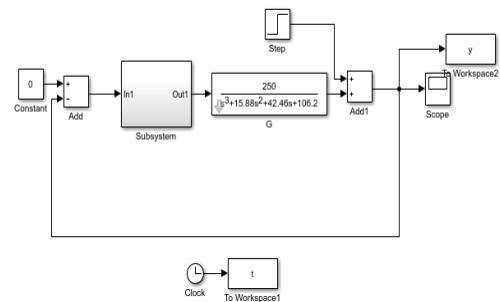 Step
y
To Workspace2
0
Constant
+
−
Add
In1
Out1
Subsystem
250
s³+15.88s²+42.46s+106.2
G
+
+
Add1
Scope
Clock
t
To Workspace1